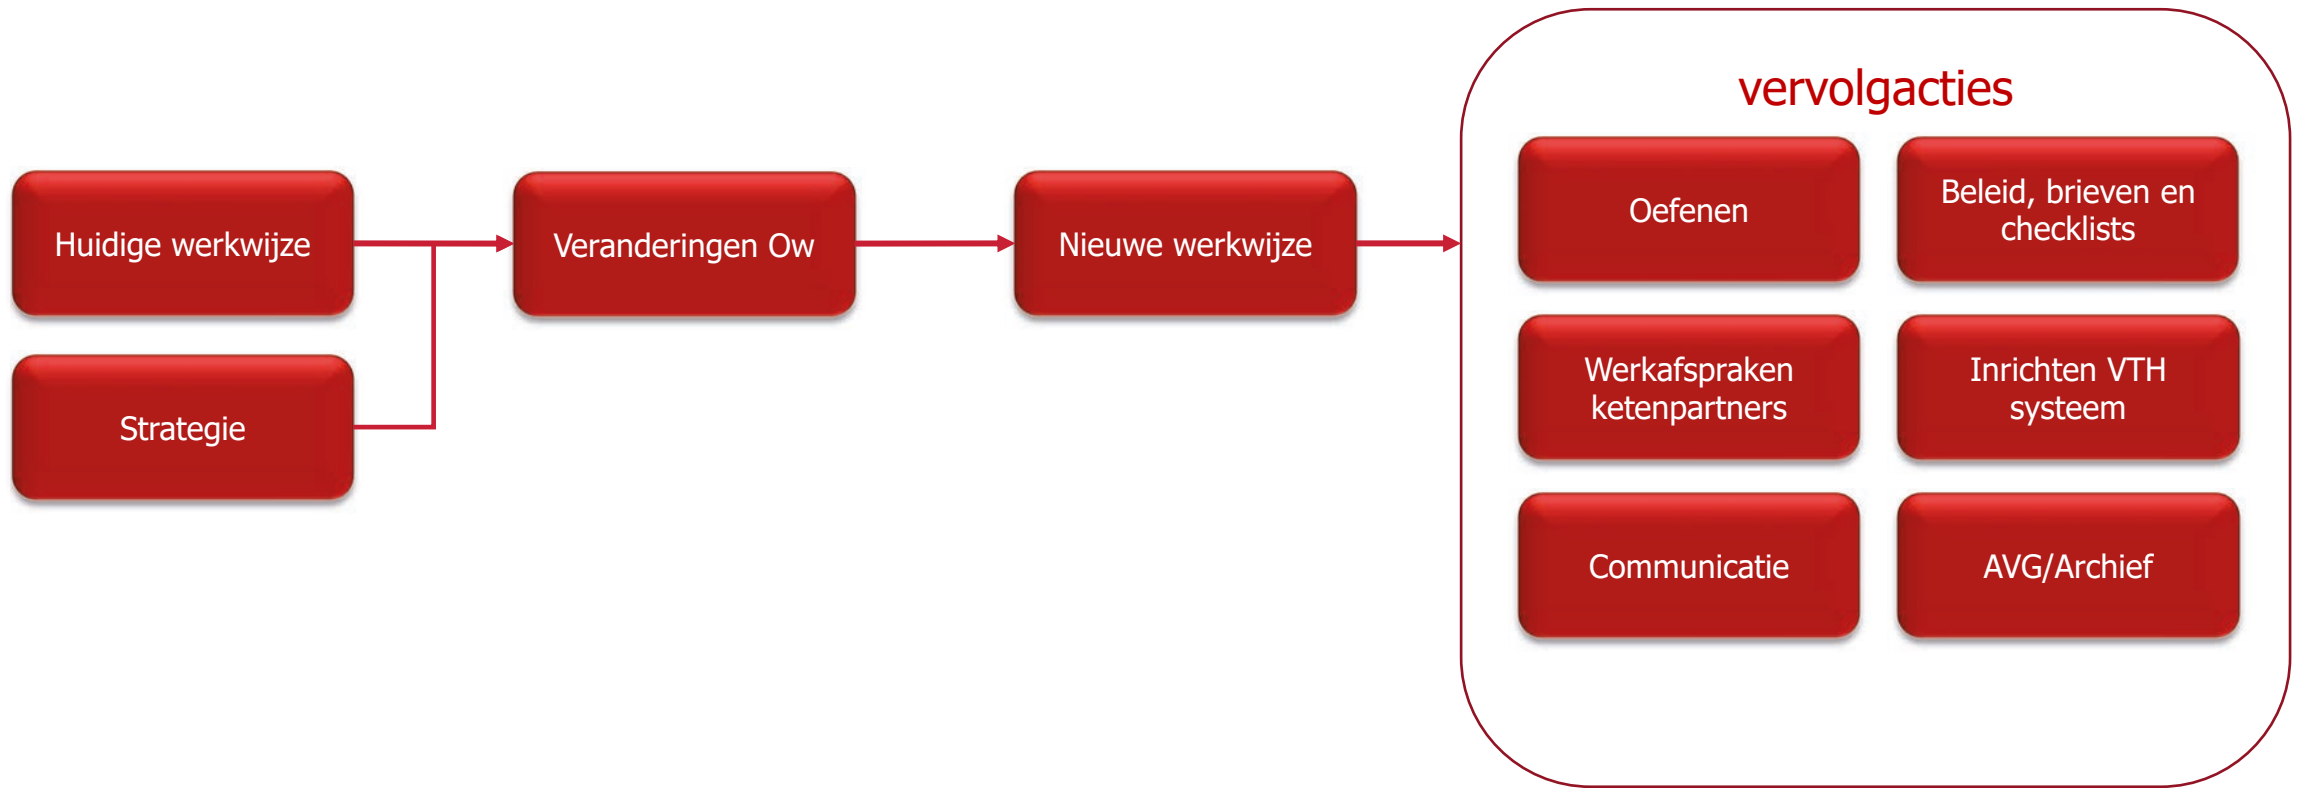 Huidige werkwijze
Strategie
Veranderingen Ow
Nieuwe werkwijze
vervolgacties
Oefenen
Beleid, brieven en
checklists
Werkafspraken
ketenpartners
Inrichten VTH
systeem
Communicatie
AVG/Archief